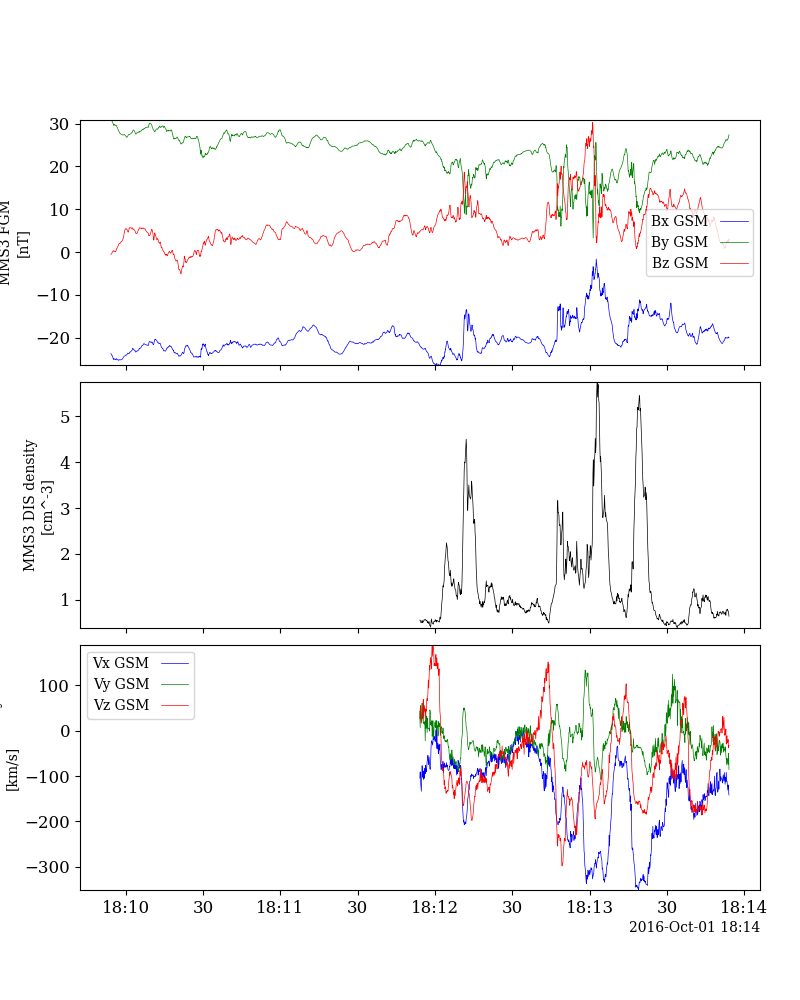 30
20
10
0
−10
−20
MMS3 FGM
[nT]
Bx GSM
By GSM
Bz GSM
5
4
3
2
1
MMS3 DIS density
[cm^-3]
100
0
−100
−200
−300
[km/s]
Vx GSM
Vy GSM
Vz GSM
18:10 30 18:11 30 18:12 30 18:13 30 18:14
2016-Oct-01 18:14